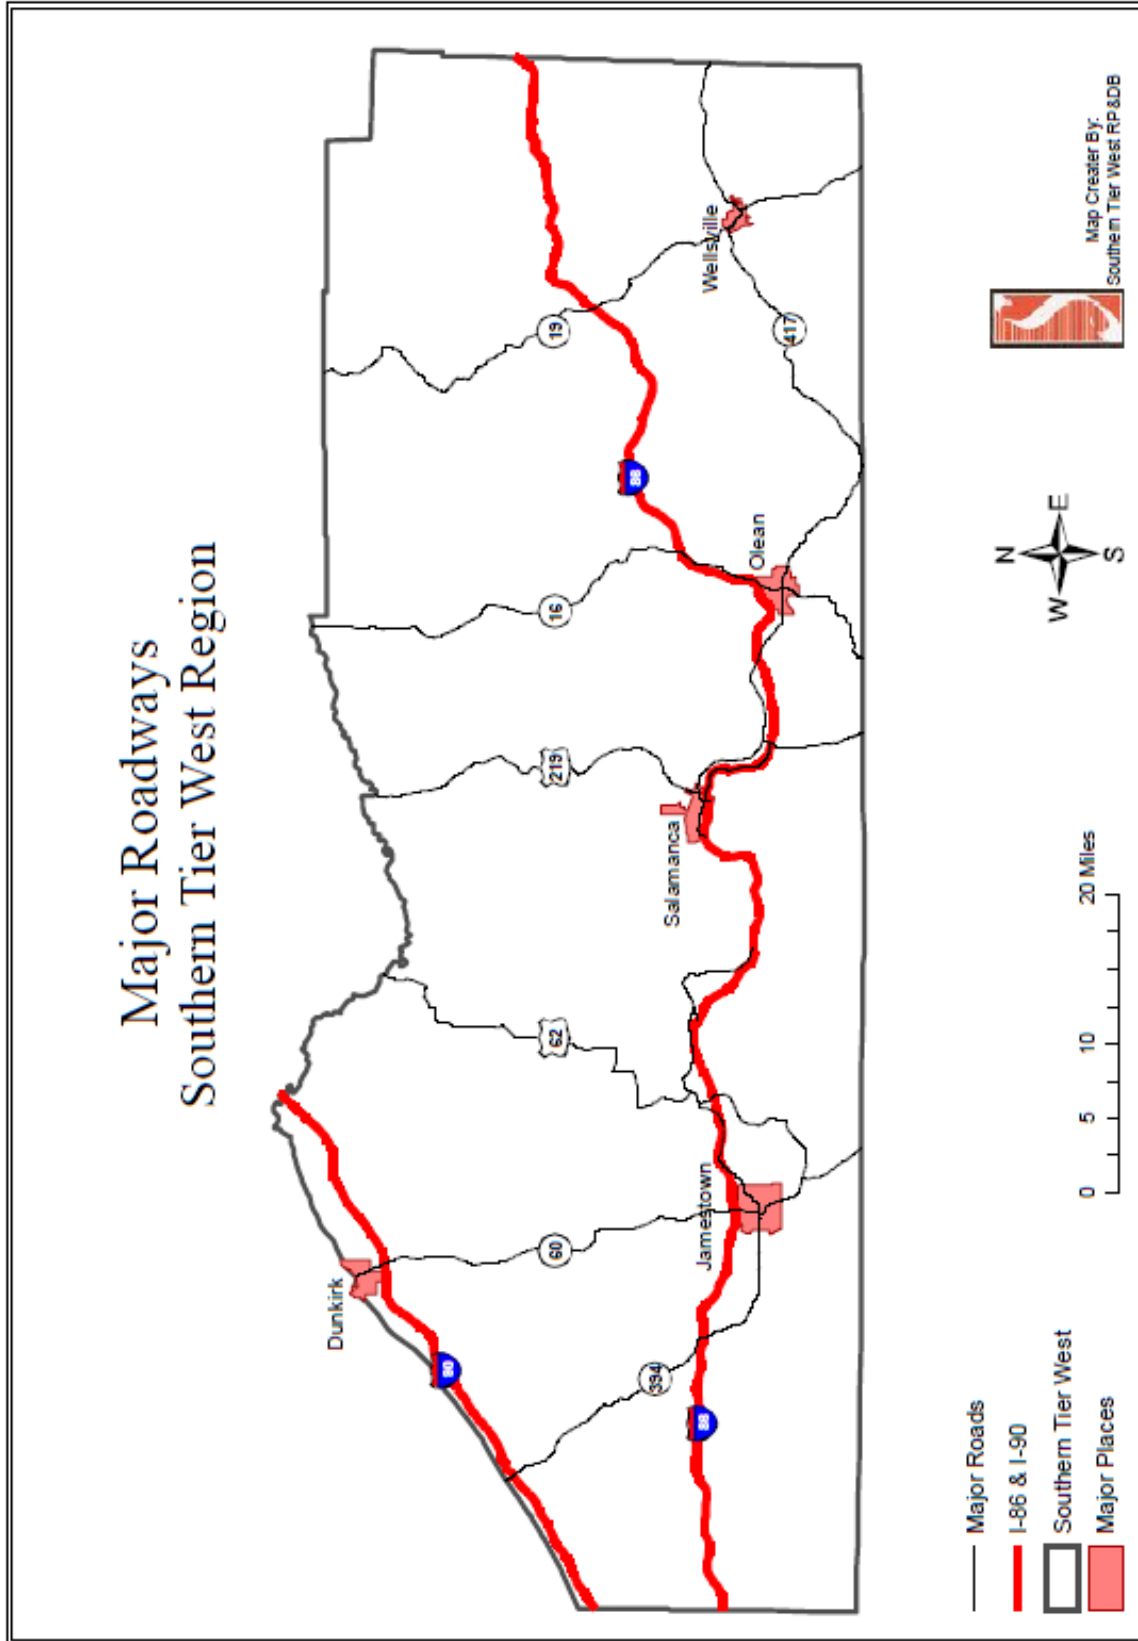 Major Roadways
Southern Tier West Region
Dunkirk
90
60
394
86
Jamestown
62
219
Salamanca
16
Olean
86
19
Wellsville
417
Major Roads
I-86 & I-90
Southern Tier West
Major Places
0 5 10 20 Miles
N
W E
S
Map Creater By:
Southern Tier West RP&DB